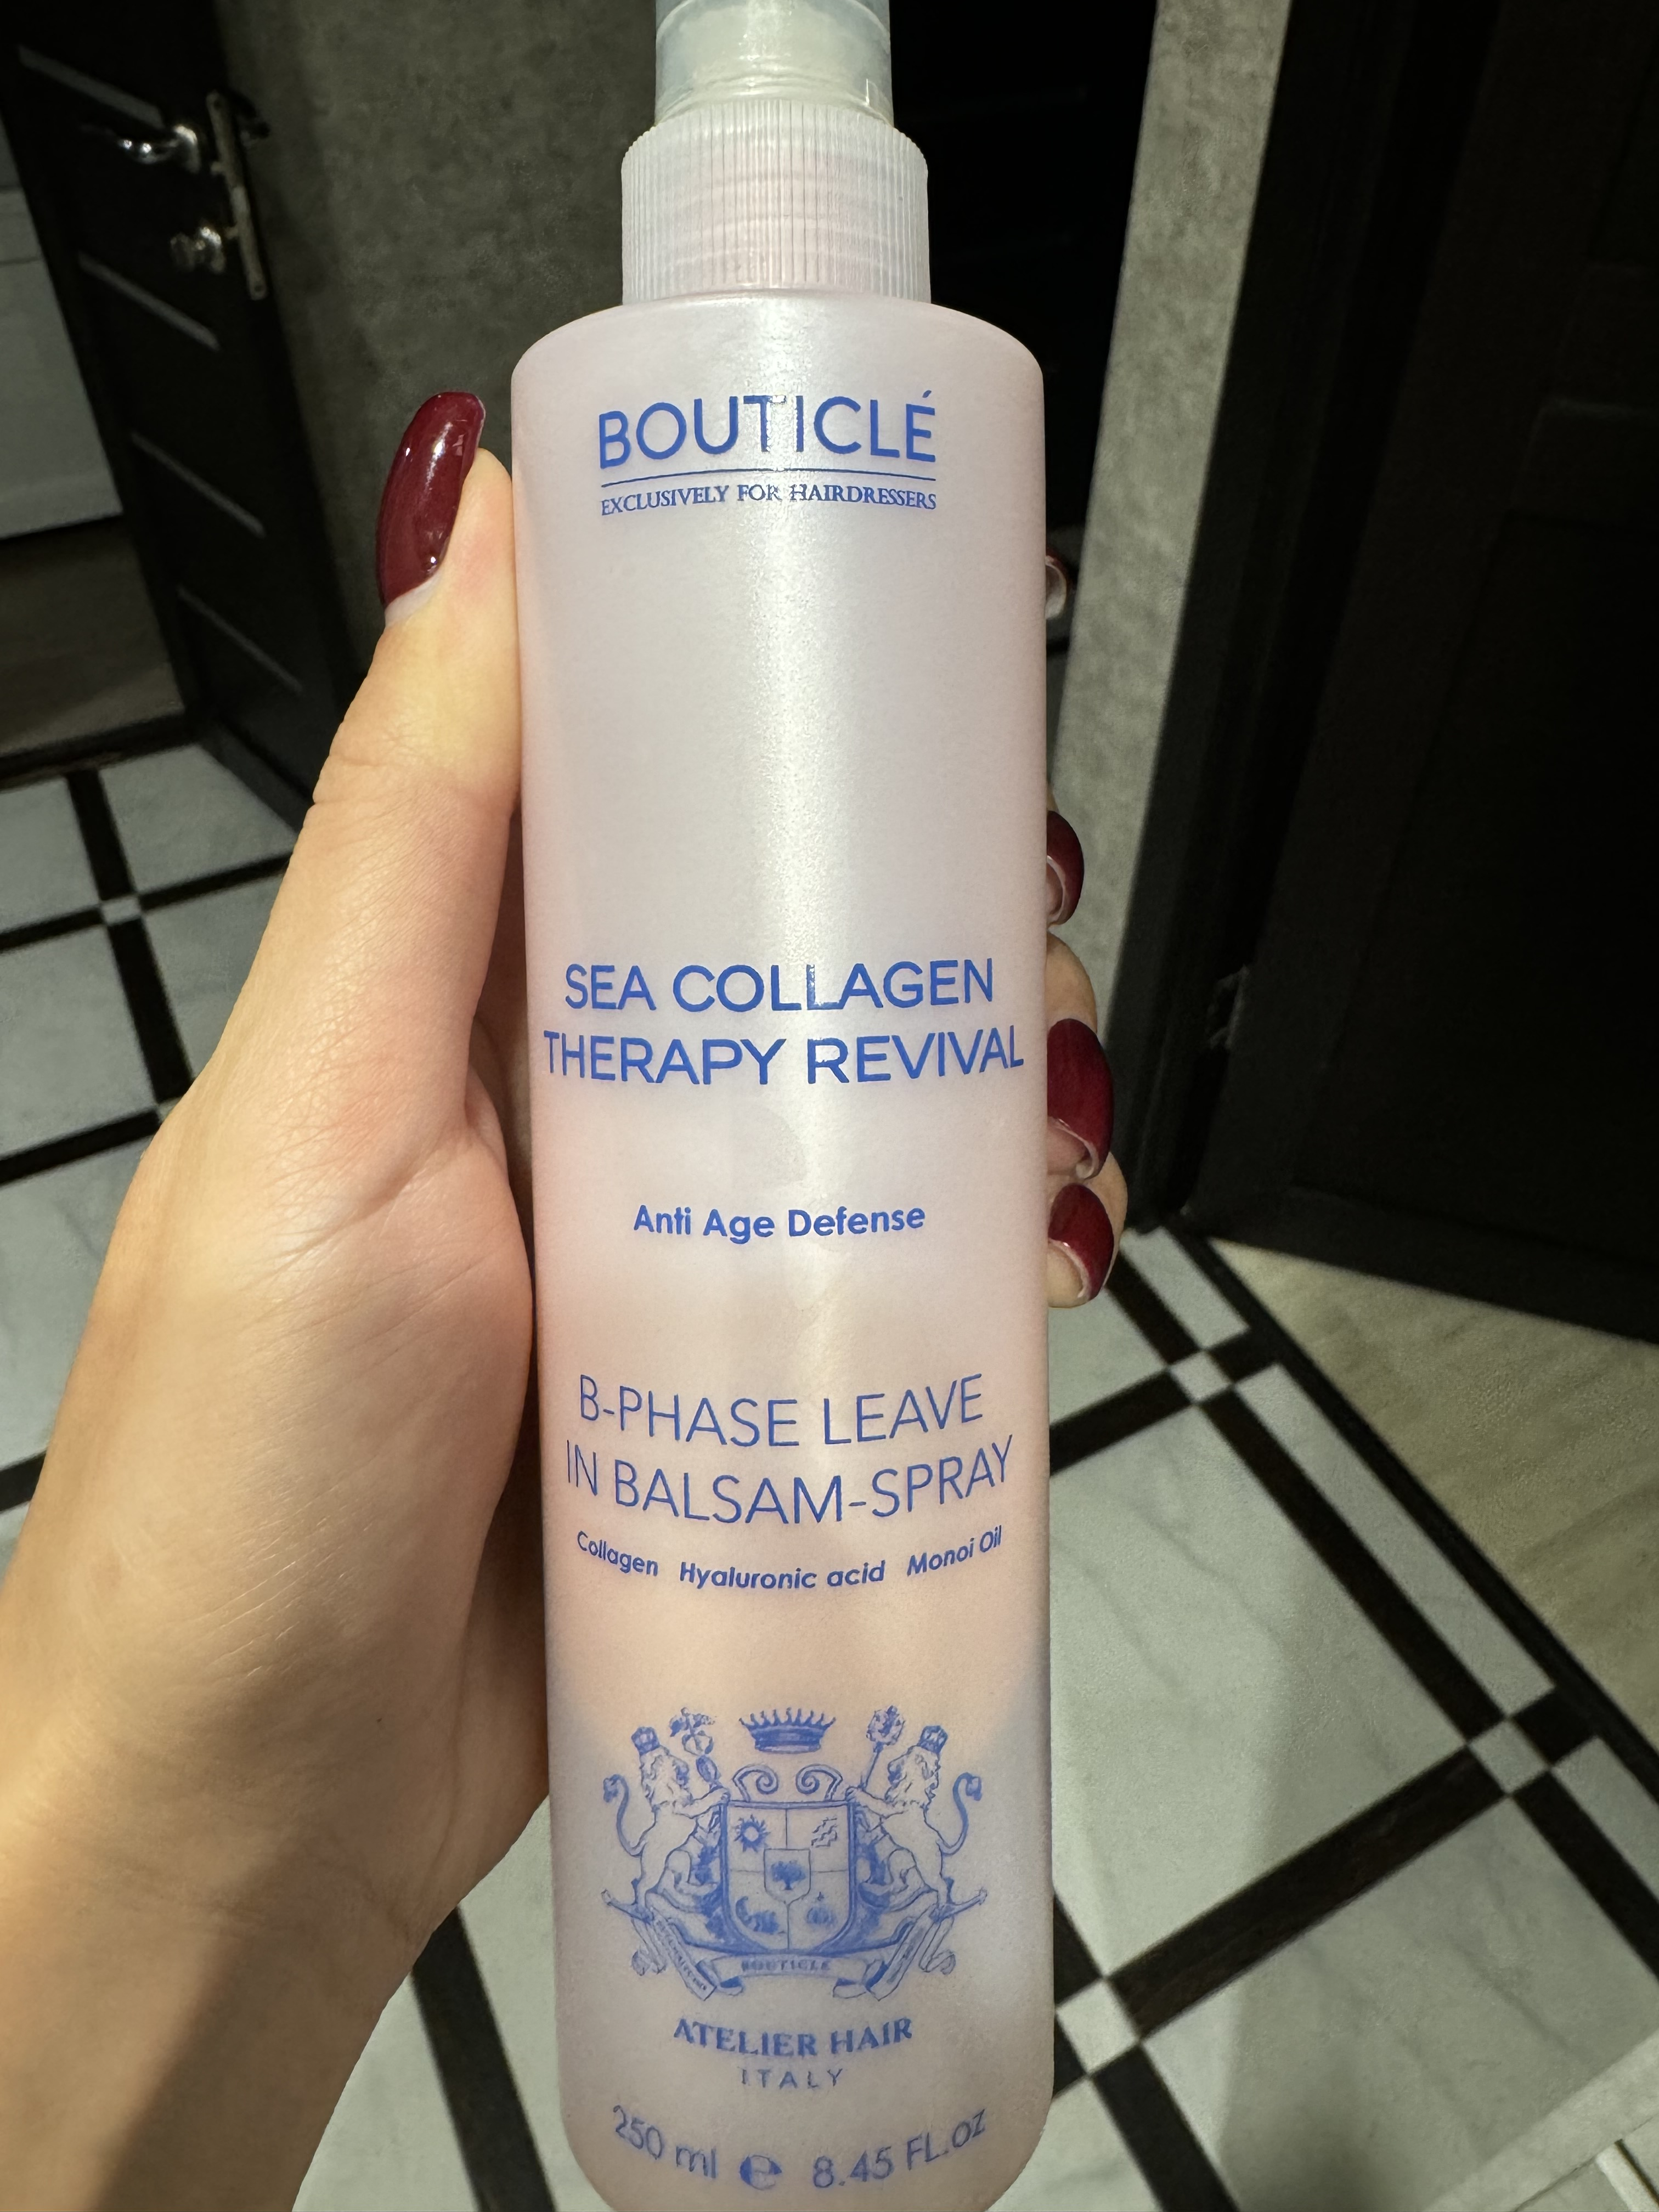 BOUTICLÉ
EXCLUSIVELY FOR HAIRDRESSERS
SEA COLLAGEN
THERAPY REVIVAL
Anti Age Defense
B-PHASE LEAVE
IN BALSAM-SPRAY
Collagen Hyaluronic acid Monoi Oil
BOUTICLÉ
ATELIER HAIR
ITALY
250 ml e 8.45 FL.oz